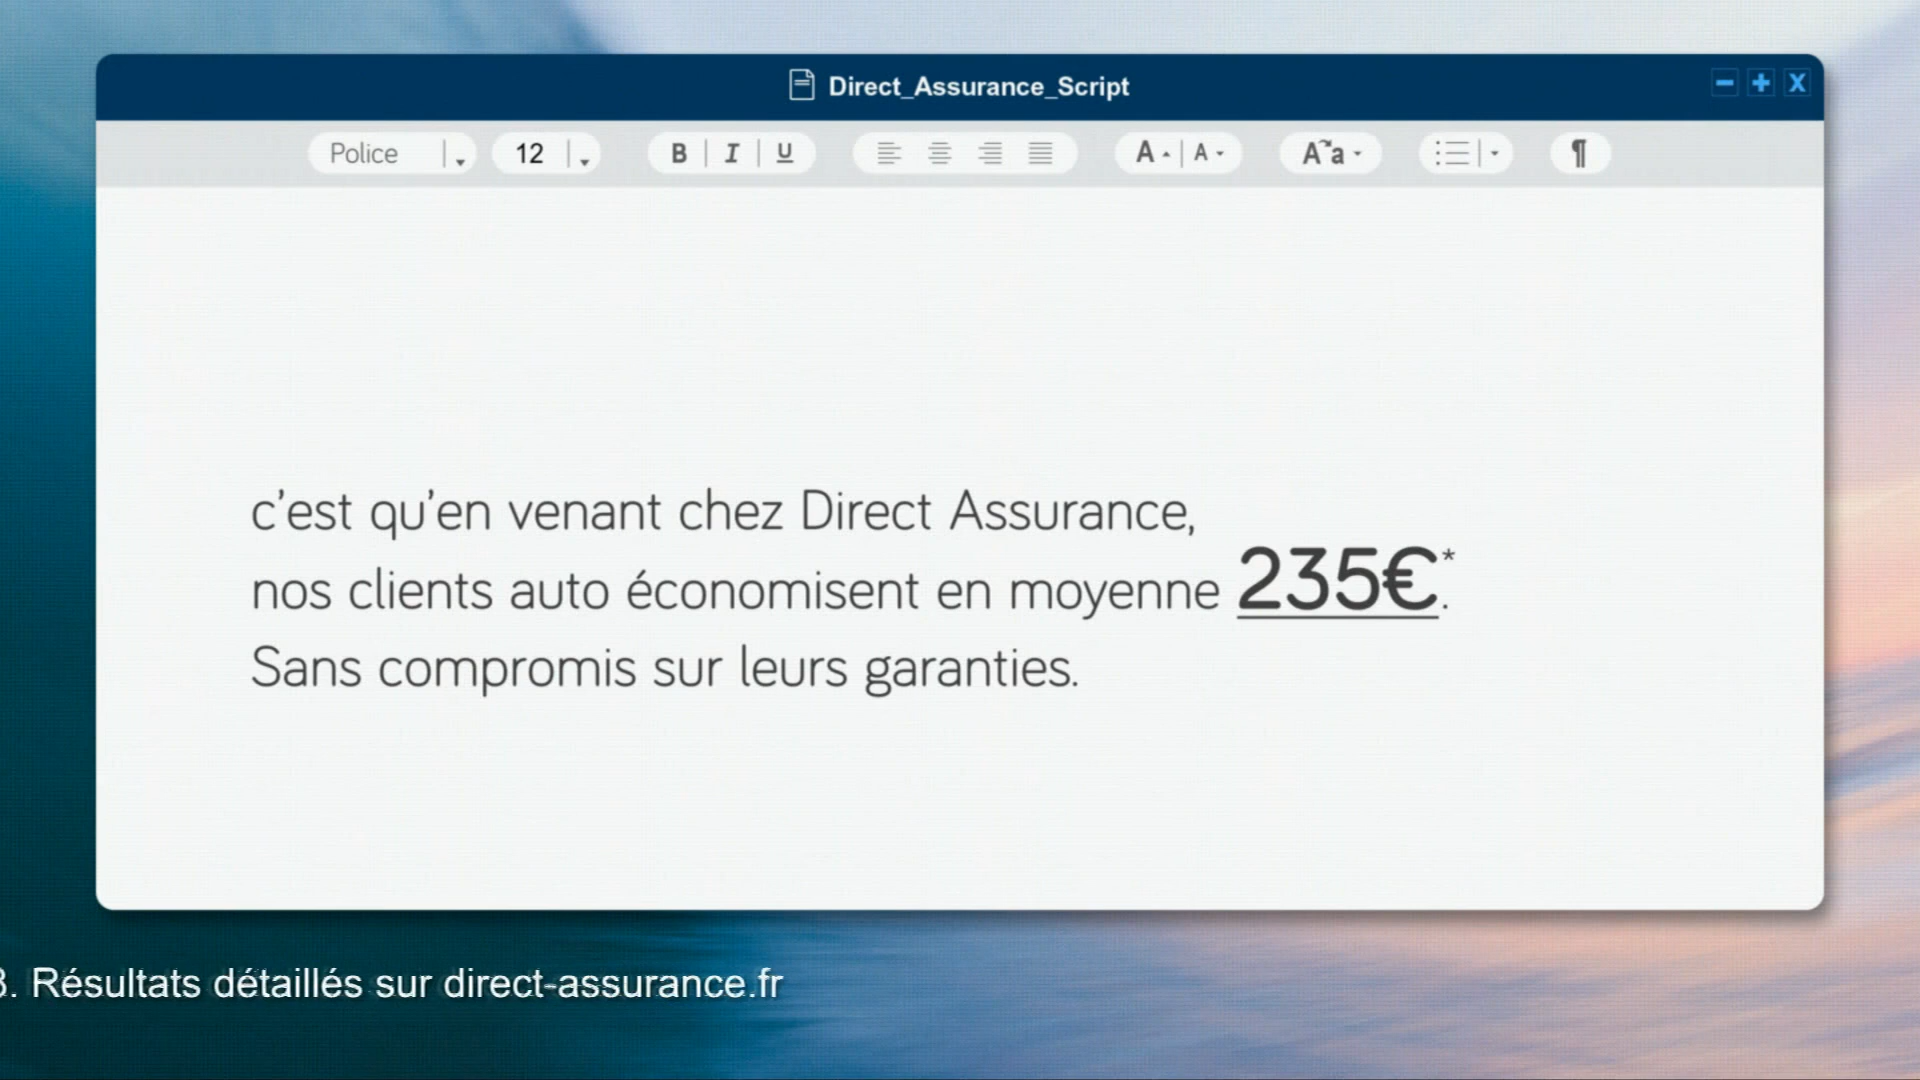 Direct_Assurance_Script
Police 12 B I U A A Aa ¶
c'est qu'en venant chez Direct Assurance,
nos clients auto économisent en moyenne 235€*.
Sans compromis sur leurs garanties.
. Résultats détaillés sur direct-assurance.fr